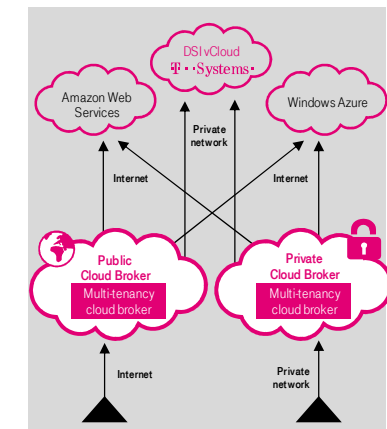 DSI vCloud
T··Systems·
Amazon Web
Services
Windows Azure
Private
network
Internet
Internet
Public
Cloud Broker
Multi-tenancy
cloud broker
Private
Cloud Broker
Multi-tenancy
cloud broker
Internet
Private
network